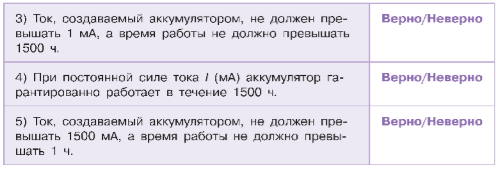 3) Ток, создаваемый аккумулятором, не должен пре-
вышать 1 мА, а время работы не должно превышать
1500 ч.
Верно/Неверно
4) При постоянной силе тока I (мА) аккумулятор га-
рантированно работает в течение 1500 ч.
Верно/Неверно
5) Ток, создаваемый аккумулятором, не должен пре-
вышать 1500 мА, а время работы не должно превы-
шать 1 ч.
Верно/Неверно